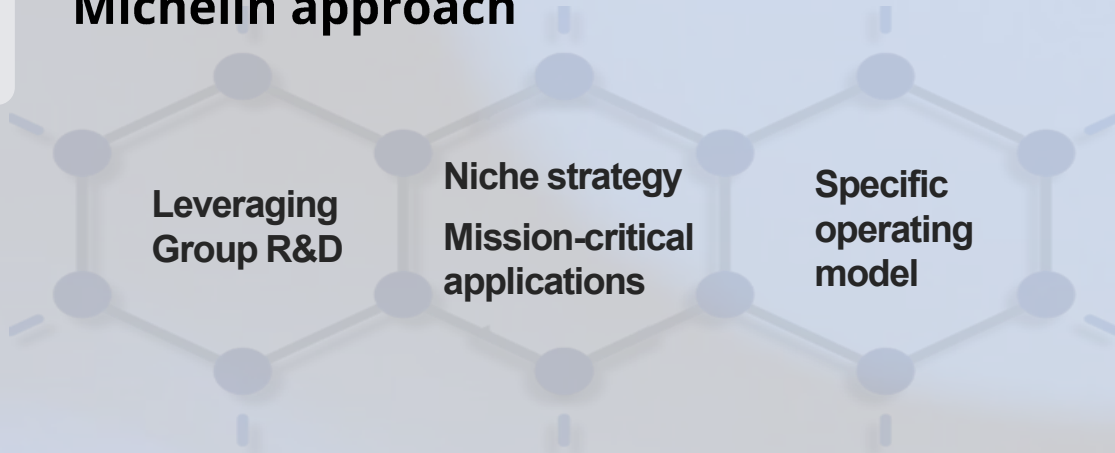 Michelin approach
Leveraging
Group R&D
Niche strategy
Mission-critical
applications
Specific
operating
model